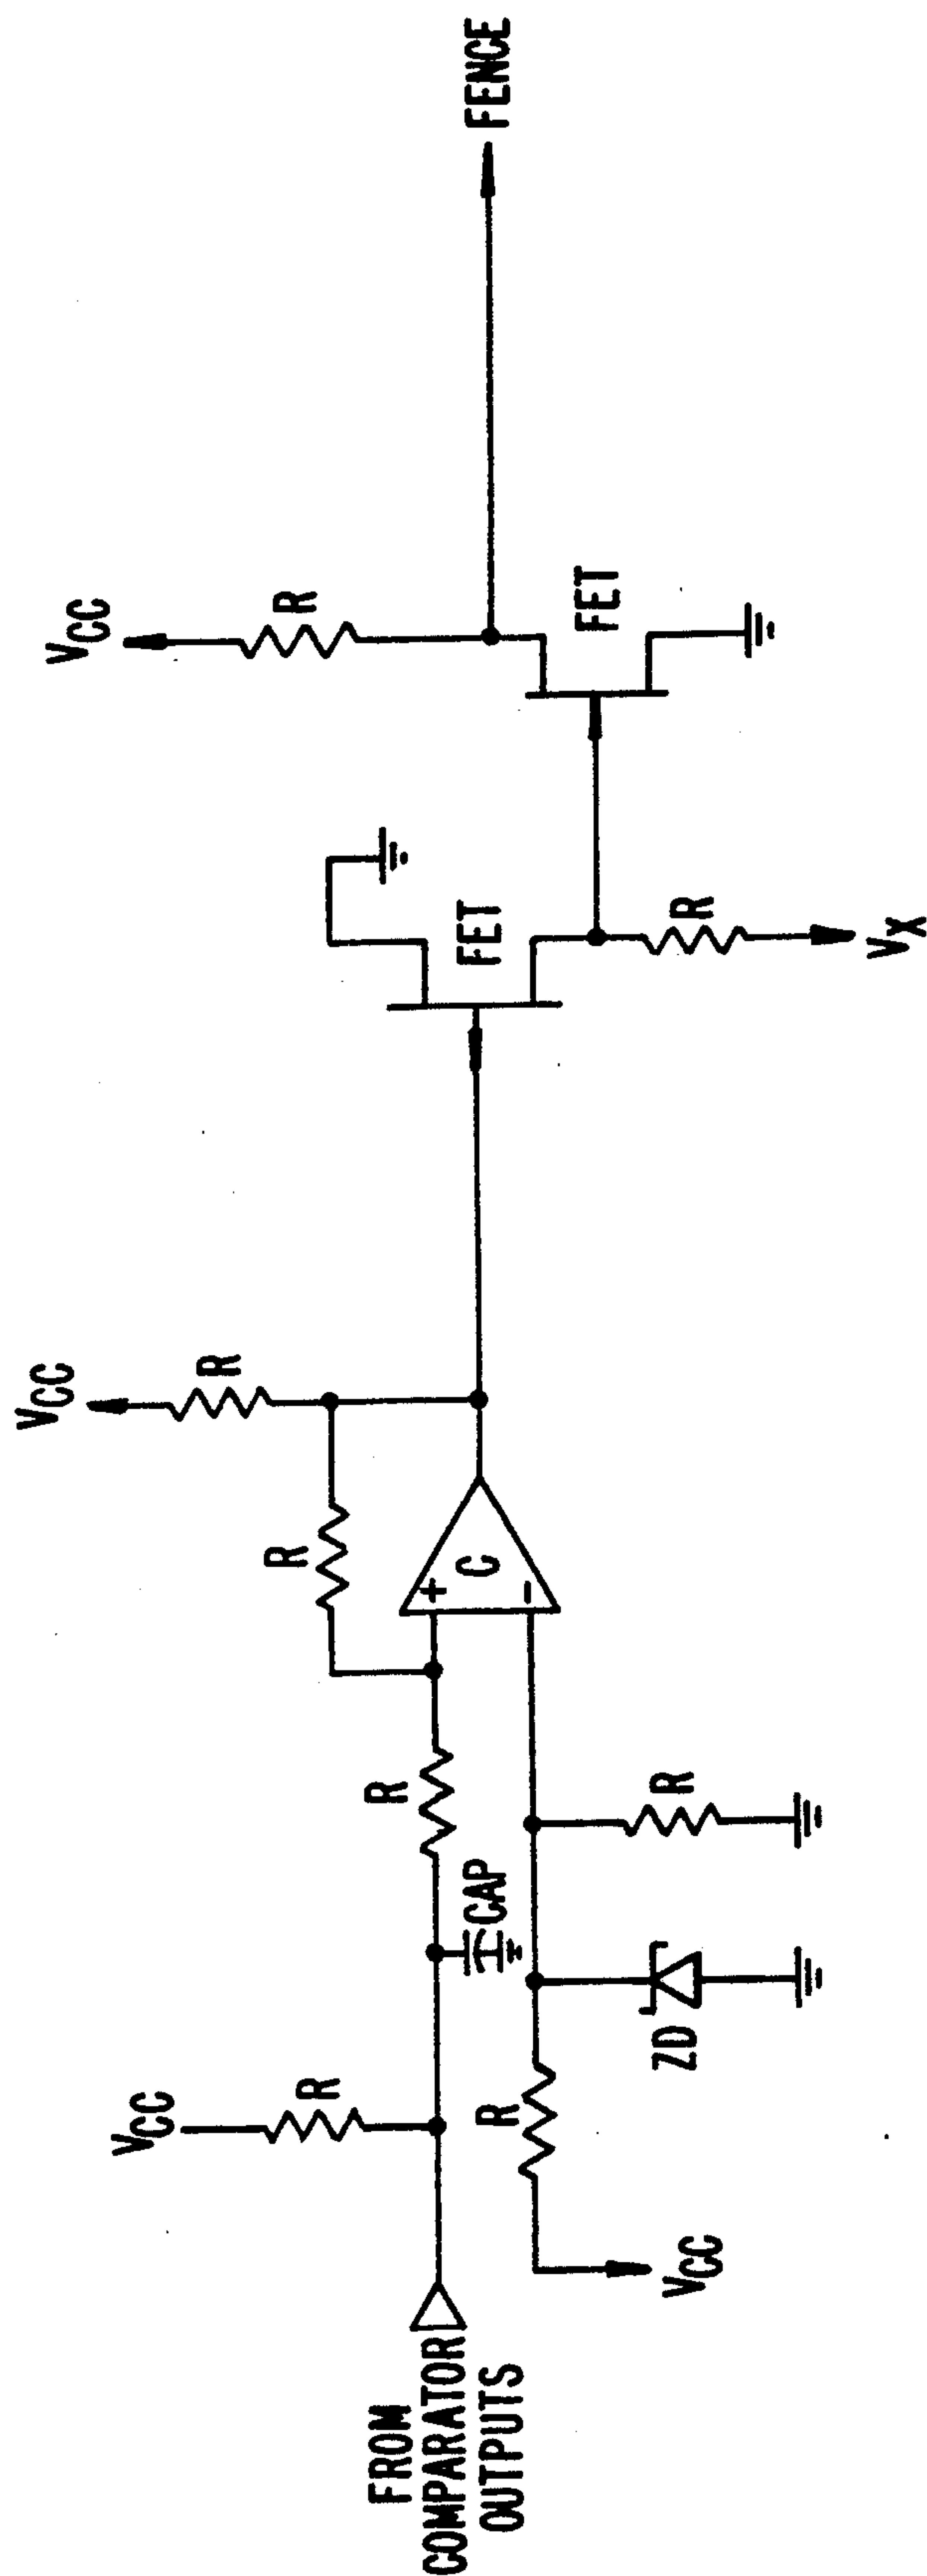 FROM
COMPARATOR
OUTPUTS
VCC
R
VCC
R
ZD
CAP
R
R
R
+
-
C
VCC
R
FET
R
VX
VCC
R
FET
FENCE